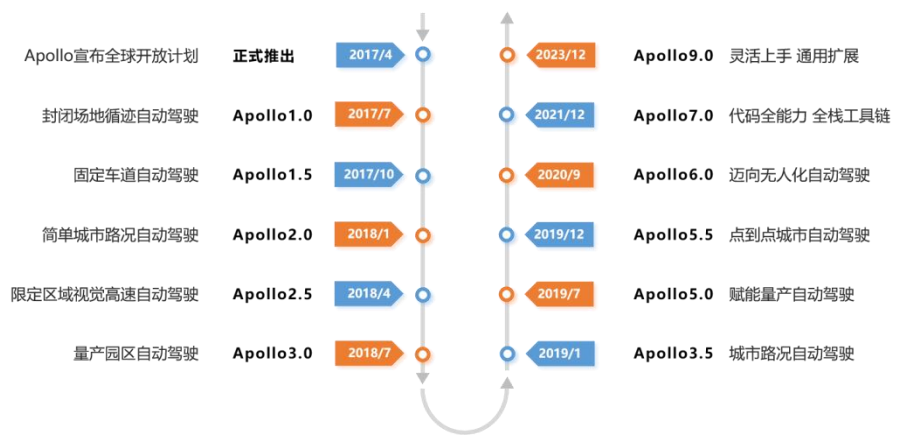 Apollo宣布全球开放计划 正式推出 2017/4
封闭场地循迹自动驾驶 Apollo1.0 2017/7
固定车道自动驾驶 Apollo1.5 2017/10
简单城市路况自动驾驶 Apollo2.0 2018/1
限定区域视觉高速自动驾驶 Apollo2.5 2018/4
量产园区自动驾驶 Apollo3.0 2018/7
2023/12 Apollo9.0 灵活上手 通用扩展
2021/12 Apollo7.0 代码全能力 全栈工具链
2020/9 Apollo6.0 迈向无人化自动驾驶
2019/12 Apollo5.5 点到点城市自动驾驶
2019/7 Apollo5.0 赋能量产自动驾驶
2019/1 Apollo3.5 城市路况自动驾驶